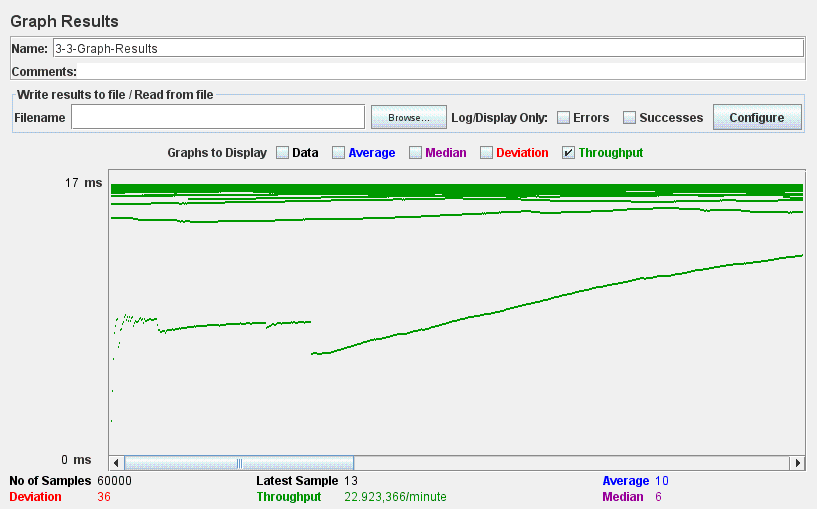 Graph Results
Name: 3-3-Graph-Results
Comments:
Write results to file / Read from file
Filename Browse... Log/Display Only: Errors Successes Configure
Graphs to Display Data Average Median Deviation Throughput
17 ms
0 ms
No of Samples 60000 Latest Sample 13 Average 10
Deviation 36 Throughput 22.923,366/minute Median 6